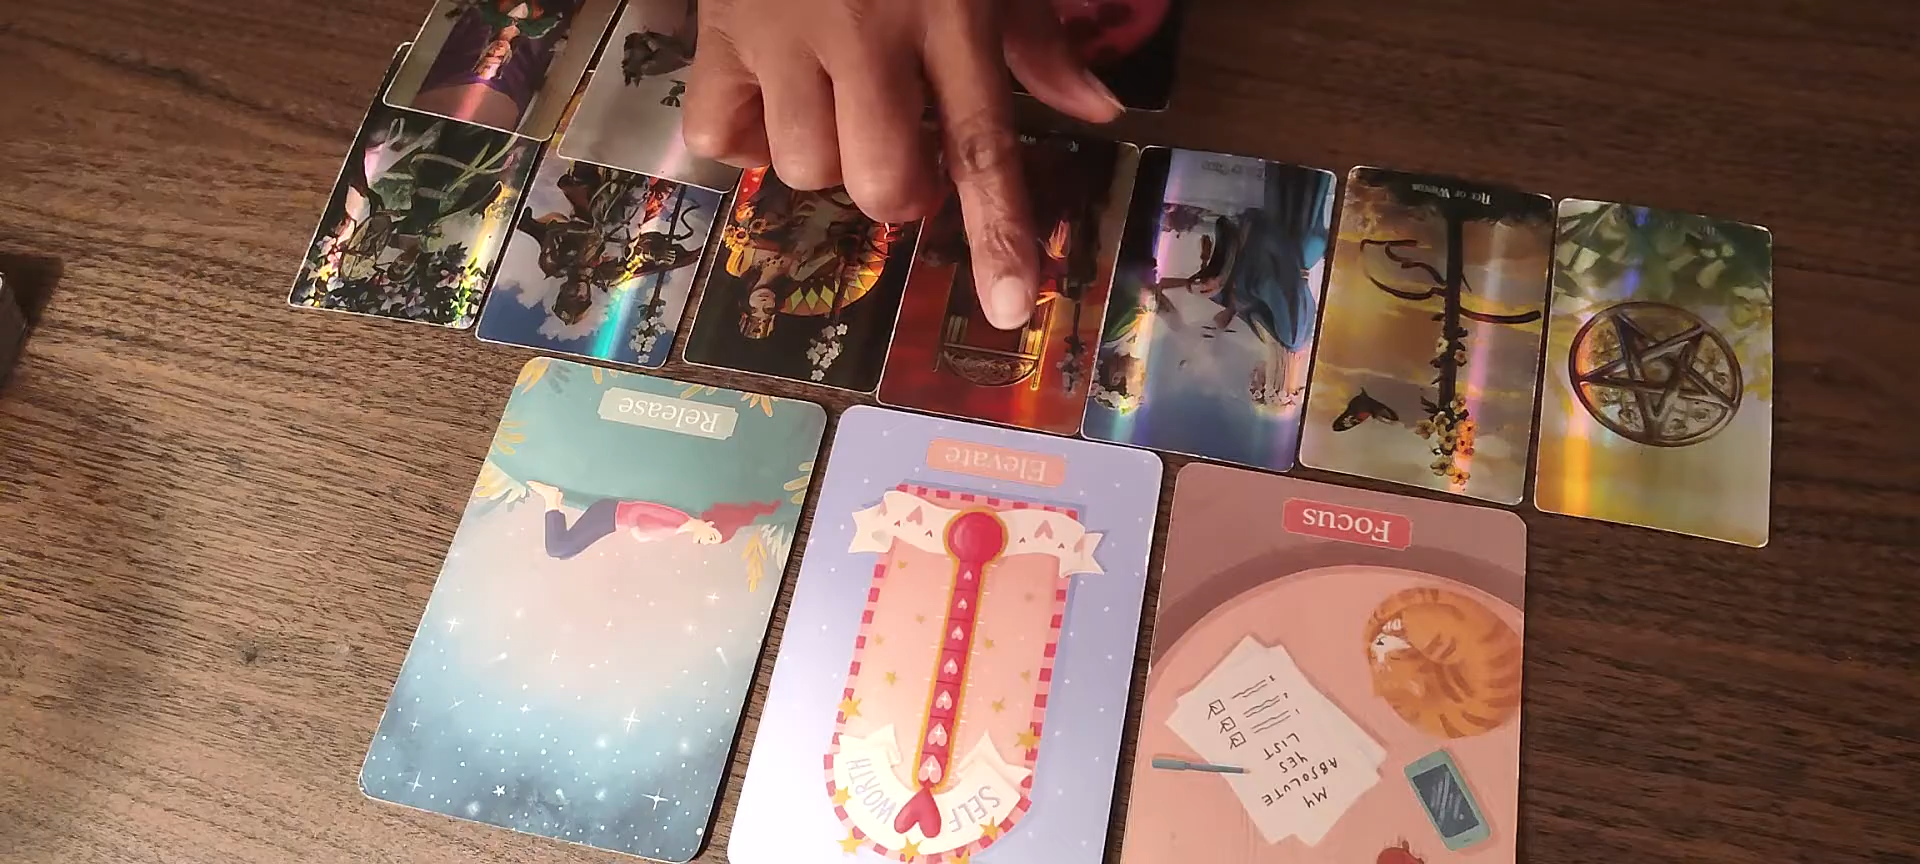 Ace of Wands
Release
Elevate
Focus
SELF
WORTH
MY
ABSOLUTE
YES
LIST